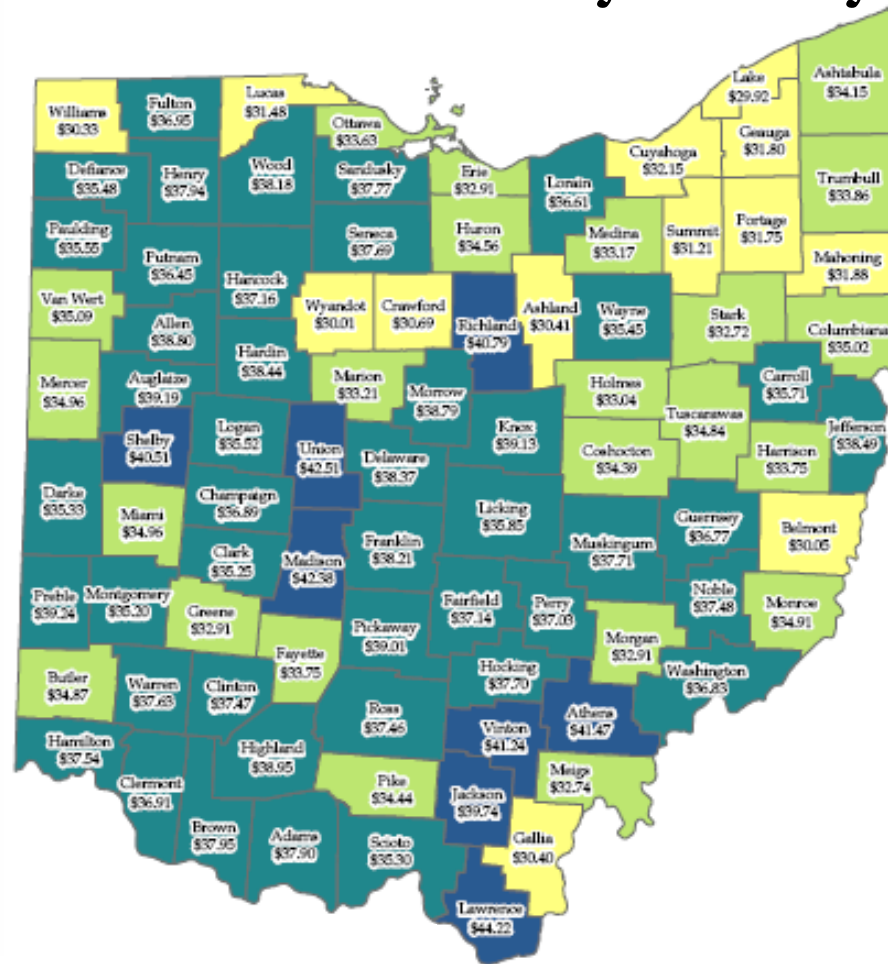 Williams
$30.33
Fulton
$36.95
Lucas
$31.48
Ottawa
$33.63
Lake
$29.92
Ashtabula
$34.15
Geauga
$31.80
Cuyahoga
$32.15
Defiance
$35.48
Henry
$37.94
Wood
$38.18
Sandusky
$37.77
Erie
$32.91
Lorain
$36.61
Trumbull
$33.86
Paulding
$35.55
Seneca
$37.69
Huron
$34.56
Medina
$33.17
Summit
$31.21
Portage
$31.75
Putnam
$36.45
Hancock
$37.16
Mahoning
$31.88
Van Wert
$35.09
Wyandot
$30.01
Crawford
$30.69
Richland
$40.79
Ashland
$30.41
Wayne
$35.45
Stark
$32.72
Columbiana
$35.02
Allen
$38.80
Hardin
$38.44
Mercer
$34.96
Auglaize
$39.19
Marion
$33.21
Morrow
$38.79
Holmes
$33.04
Carroll
$35.71
Tuscarawas
$34.84
Jefferson
$38.49
Shelby
$40.51
Logan
$35.52
Union
$42.51
Delaware
$38.37
Knox
$39.13
Coshocton
$34.39
Harrison
$33.75
Darke
$35.33
Miami
$34.96
Champaign
$36.89
Licking
$35.85
Guernsey
$36.77
Belmont
$30.05
Clark
$35.25
Madison
$42.38
Franklin
$38.21
Muskingum
$37.71
Preble
$39.24
Montgomery
$35.20
Greene
$32.91
Fairfield
$37.14
Perry
$37.03
Noble
$37.48
Monroe
$34.91
Pickaway
$39.01
Fayette
$33.75
Morgan
$32.91
Butler
$34.87
Warren
$37.63
Clinton
$37.47
Hocking
$37.70
Washington
$36.83
Ross
$37.46
Vinton
$41.24
Athens
$41.47
Hamilton
$37.54
Highland
$38.95
Clermont
$36.91
Pike
$34.44
Jackson
$39.74
Meigs
$32.74
Brown
$37.95
Adams
$37.90
Scioto
$35.30
Gallia
$30.40
Lawrence
$44.22